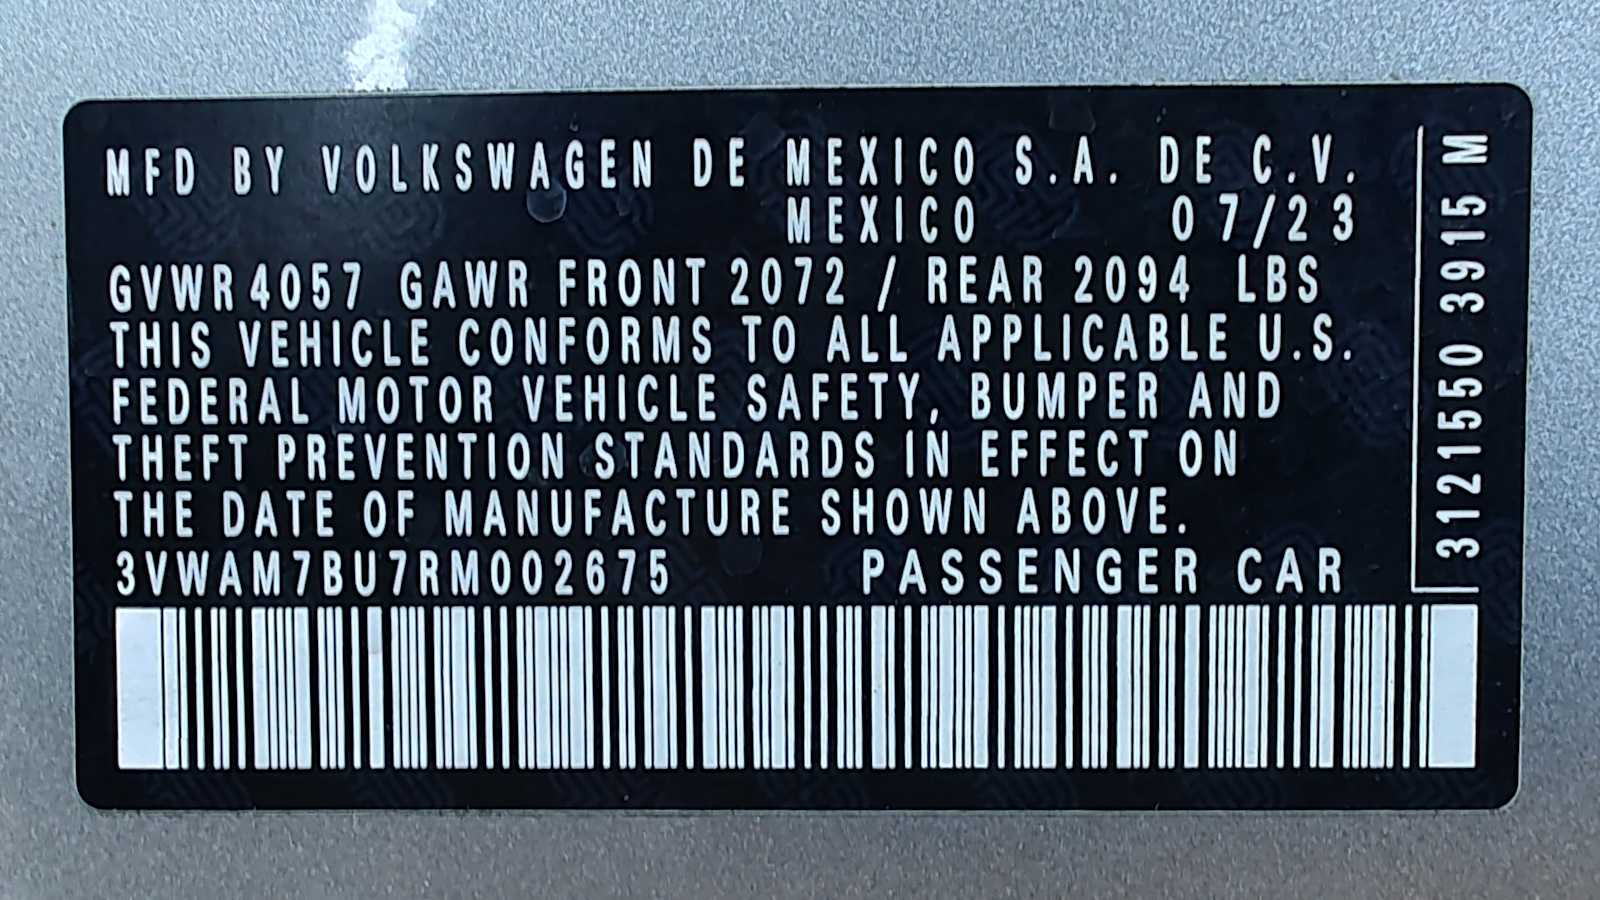 MFD BY VOLKSWAGEN DE MEXICO S.A. DE C.V.
MEXICO 07/23
GVWR 4057 GAWR FRONT 2072 / REAR 2094 LBS
THIS VEHICLE CONFORMS TO ALL APPLICABLE U.S.
FEDERAL MOTOR VEHICLE SAFETY, BUMPER AND
THEFT PREVENTION STANDARDS IN EFFECT ON
THE DATE OF MANUFACTURE SHOWN ABOVE.
3VWAM7BU7RM002675 PASSENGER CAR
3121550 3915 M